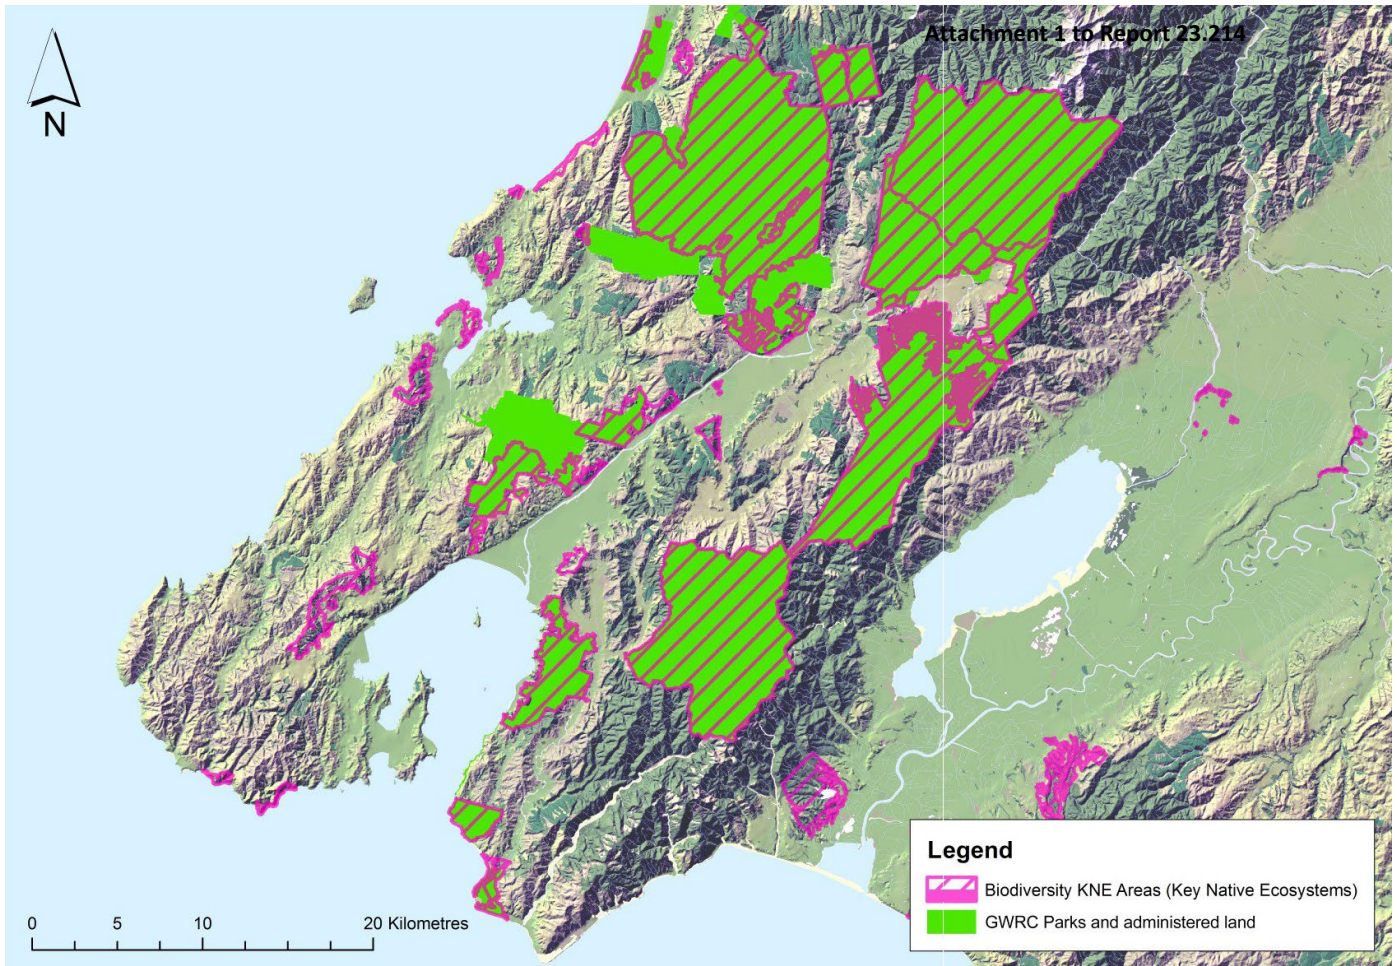 Attachment 1 to Report 23.214
N
Legend
Biodiversity KNE Areas (Key Native Ecosystems)
GWRC Parks and administered land
0 5 10 20 Kilometres